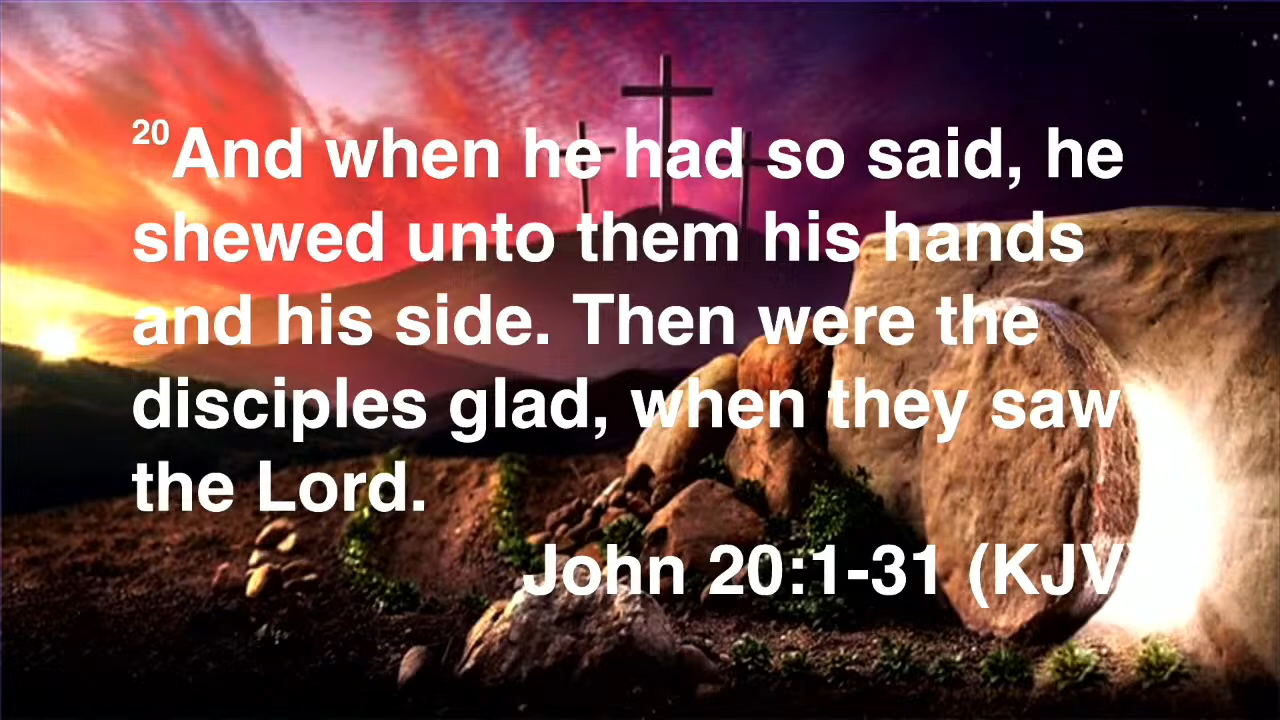 20And when he had so said, he
shewed unto them his hands
and his side. Then were the
disciples glad, when they saw
the Lord.
John 20:1-31 (KJV)